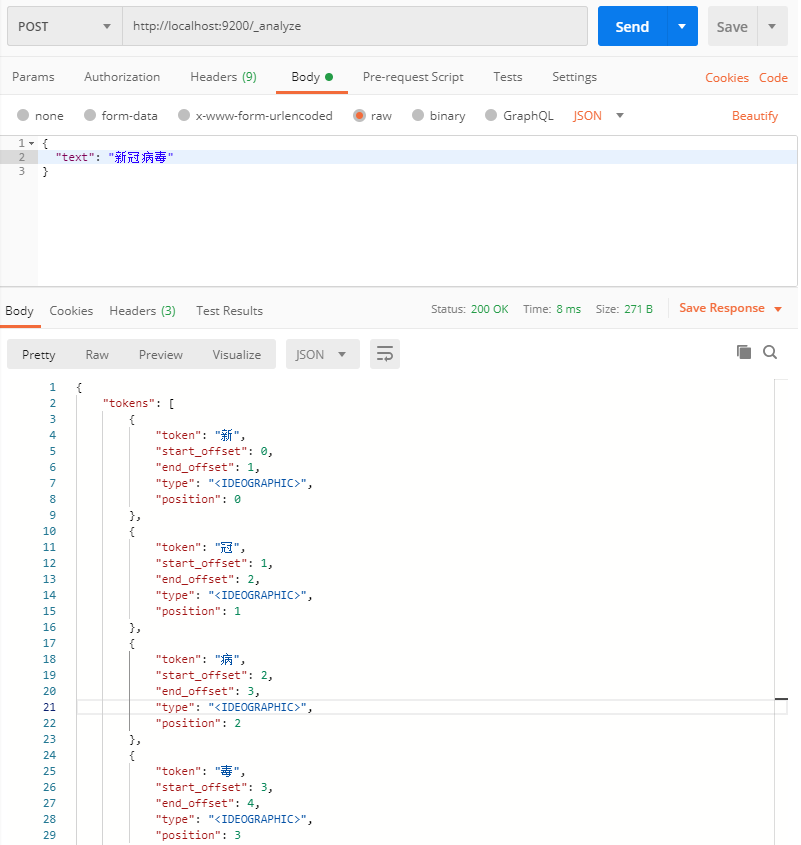 POST http://localhost:9200/_analyze Send Save
Params Authorization Headers (9) Body Pre-request Script Tests Settings Cookies Code
none form-data x-www-form-urlencoded raw binary GraphQL JSON Beautify
1 {
2 "text": "新冠病毒"
3 }
Body Cookies Headers (3) Test Results Status: 200 OK Time: 8 ms Size: 271 B Save Response
Pretty Raw Preview Visualize JSON
1 {
2 "tokens": [
3 {
4 "token": "新",
5 "start_offset": 0,
6 "end_offset": 1,
7 "type": "<IDEOGRAPHIC>",
8 "position": 0
9 },
10 {
11 "token": "冠",
12 "start_offset": 1,
13 "end_offset": 2,
14 "type": "<IDEOGRAPHIC>",
15 "position": 1
16 },
17 {
18 "token": "病",
19 "start_offset": 2,
20 "end_offset": 3,
21 "type": "<IDEOGRAPHIC>",
22 "position": 2
23 },
24 {
25 "token": "毒",
26 "start_offset": 3,
27 "end_offset": 4,
28 "type": "<IDEOGRAPHIC>",
29 "position": 3